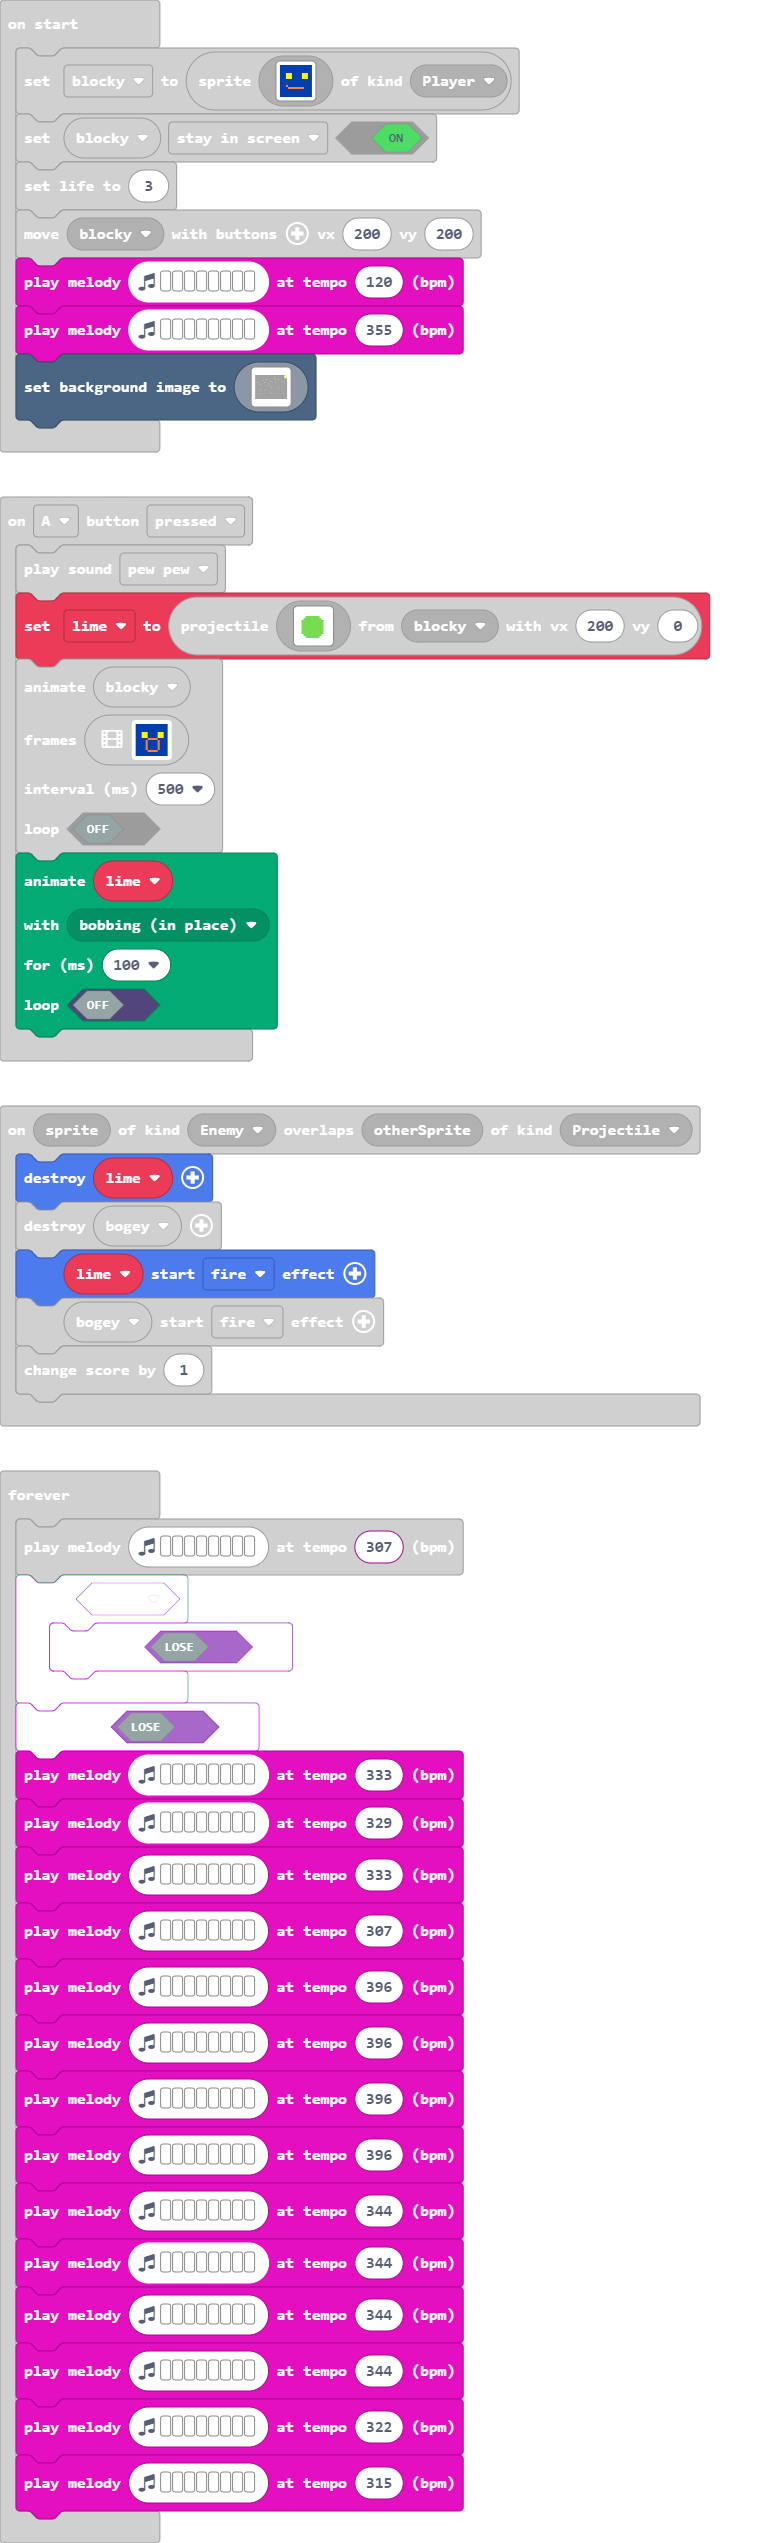 on start
set blocky to sprite of kind Player
set blocky stay in screen ON
set life to 3
move blocky with buttons vx 200 vy 200
play melody at tempo 120 (bpm)
play melody at tempo 355 (bpm)
set background image to
on A button pressed
play sound pew pew
set lime to projectile from blocky with vx 200 vy 0
animate blocky
frames
interval (ms) 500
loop OFF
animate lime
with bobbing (in place)
for (ms) 100
loop OFF
on sprite of kind Enemy overlaps otherSprite of kind Projectile
destroy lime
destroy bogey
lime start fire effect
bogey start fire effect
change score by 1
forever
play melody at tempo 307 (bpm)
LOSE
LOSE
play melody at tempo 333 (bpm)
play melody at tempo 329 (bpm)
play melody at tempo 333 (bpm)
play melody at tempo 307 (bpm)
play melody at tempo 396 (bpm)
play melody at tempo 396 (bpm)
play melody at tempo 396 (bpm)
play melody at tempo 396 (bpm)
play melody at tempo 344 (bpm)
play melody at tempo 344 (bpm)
play melody at tempo 344 (bpm)
play melody at tempo 344 (bpm)
play melody at tempo 322 (bpm)
play melody at tempo 315 (bpm)